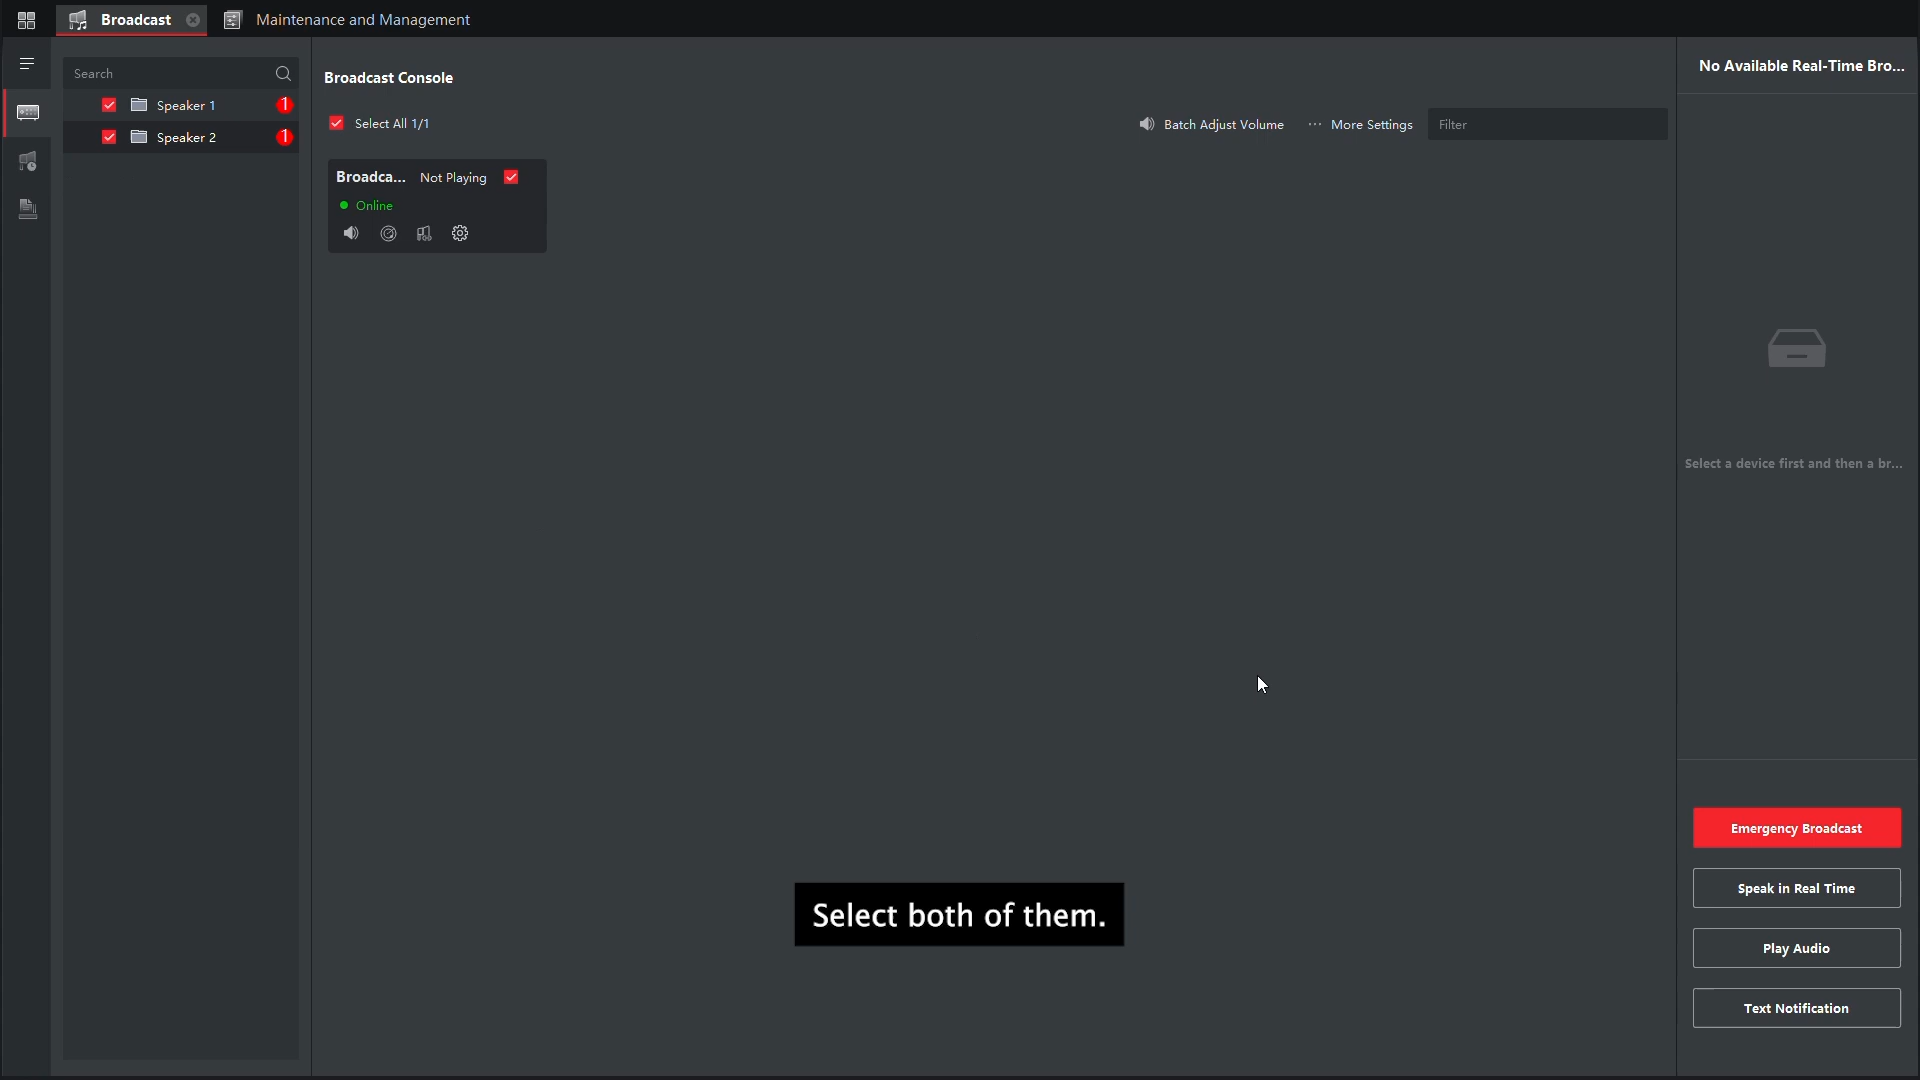 Broadcast
Maintenance and Management
Search
Speaker 1
1
Speaker 2
1
Broadcast Console
Select All 1/1
Batch Adjust Volume
... More Settings
Filter
Broadca...
Not Playing
Online
No Available Real-Time Bro...
Select a device first and then a br...
Emergency Broadcast
Speak in Real Time
Play Audio
Text Notification
Select both of them.